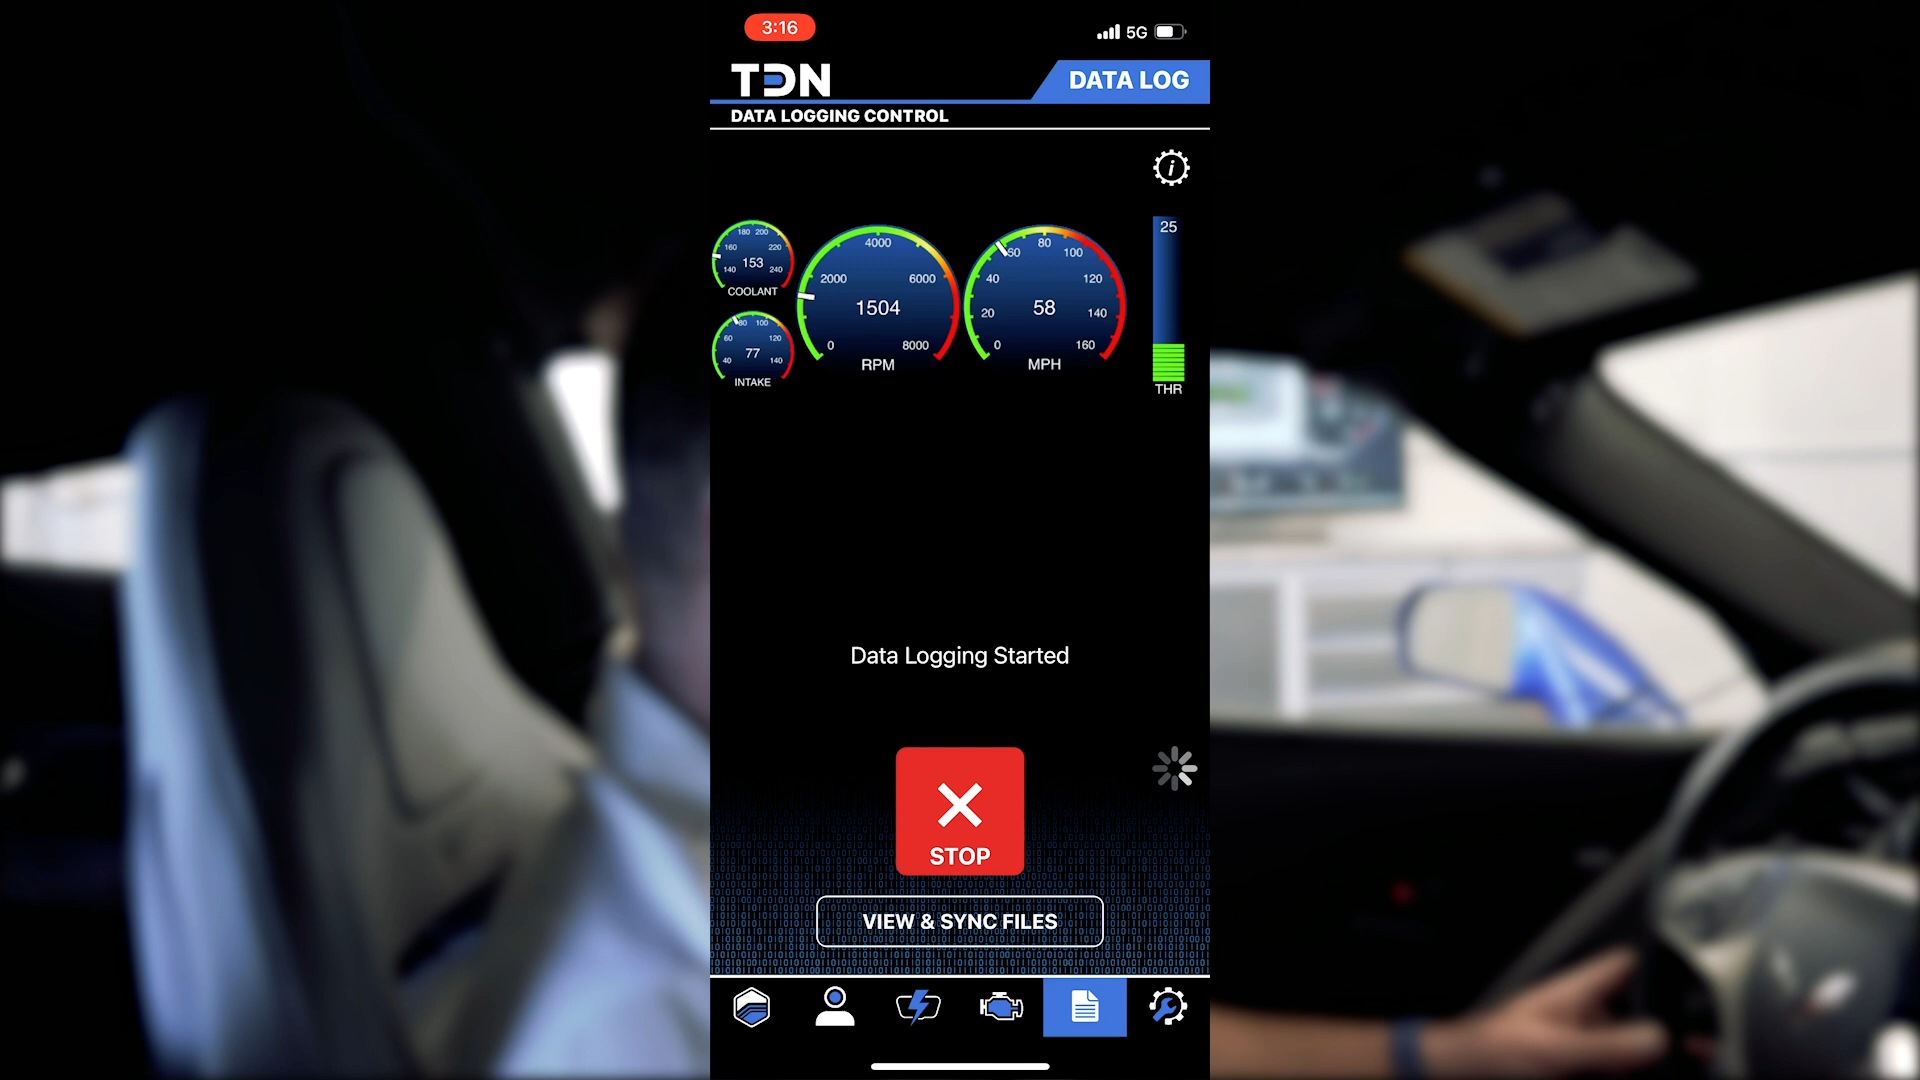 3:16
5G
TDN
DATA LOG
DATA LOGGING CONTROL
i
140 160 180 200 220 240
153
COOLANT
40 60 80 100 120 140
77
INTAKE
0 2000 4000 6000 8000
1504
RPM
0 20 40 60 80 100 120 140 160
58
MPH
25
THR
Data Logging Started
STOP
VIEW & SYNC FILES